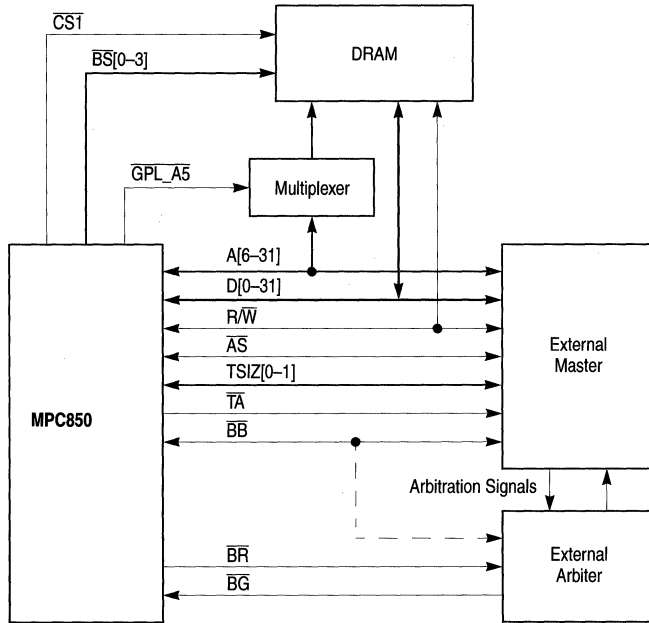 CS1
DRAM
BS[0–3]
GPL_A5
Multiplexer
A[6–31]
D[0–31]
R/W
AS
TSIZ[0–1]
TA
BB
MPC850
External
Master
Arbitration Signals
BR
BG
External
Arbiter